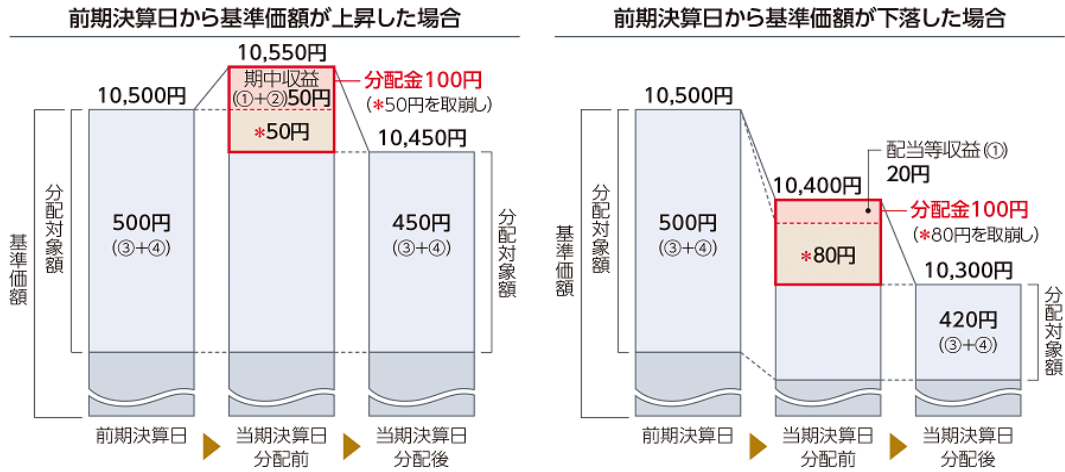 前期決算日から基準価額が上昇した場合
10,550円
10,500円
期中収益
(①+②)50円
分配金100円
(*50円を取崩し)
*50円
10,450円
分配対象額
500円
(③+④)
450円
(③+④)
分配対象額
基準価額
前期決算日
当期決算日
分配前
当期決算日
分配後
前期決算日から基準価額が下落した場合
10,500円
配当等収益(①)
20円
10,400円
分配金100円
(*80円を取崩し)
分配対象額
500円
(③+④)
*80円
10,300円
420円
(③+④)
分配対象額
基準価額
前期決算日
当期決算日
分配前
当期決算日
分配後